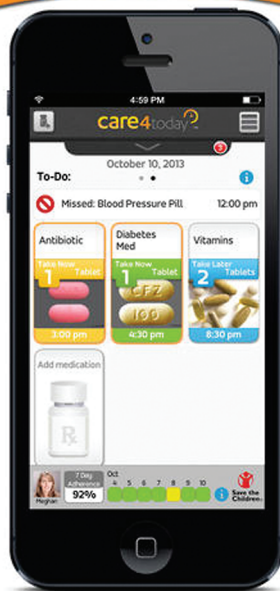 4:59 PM
care4today
3
October 10, 2013
To-Do:
Missed: Blood Pressure Pill 12:00 pm
Antibiotic
Take Now
1 Tablet
3:00 pm
Diabetes
Med
Take Now
1 Tablet
CFZ
100
4:30 pm
Vitamins
Take Later
2 Tablets
8:30 pm
Add medication
Rx
Meghan
7 Day
Adherence
92%
Oct
4 5 6 7 8 9 10
Save the
Children